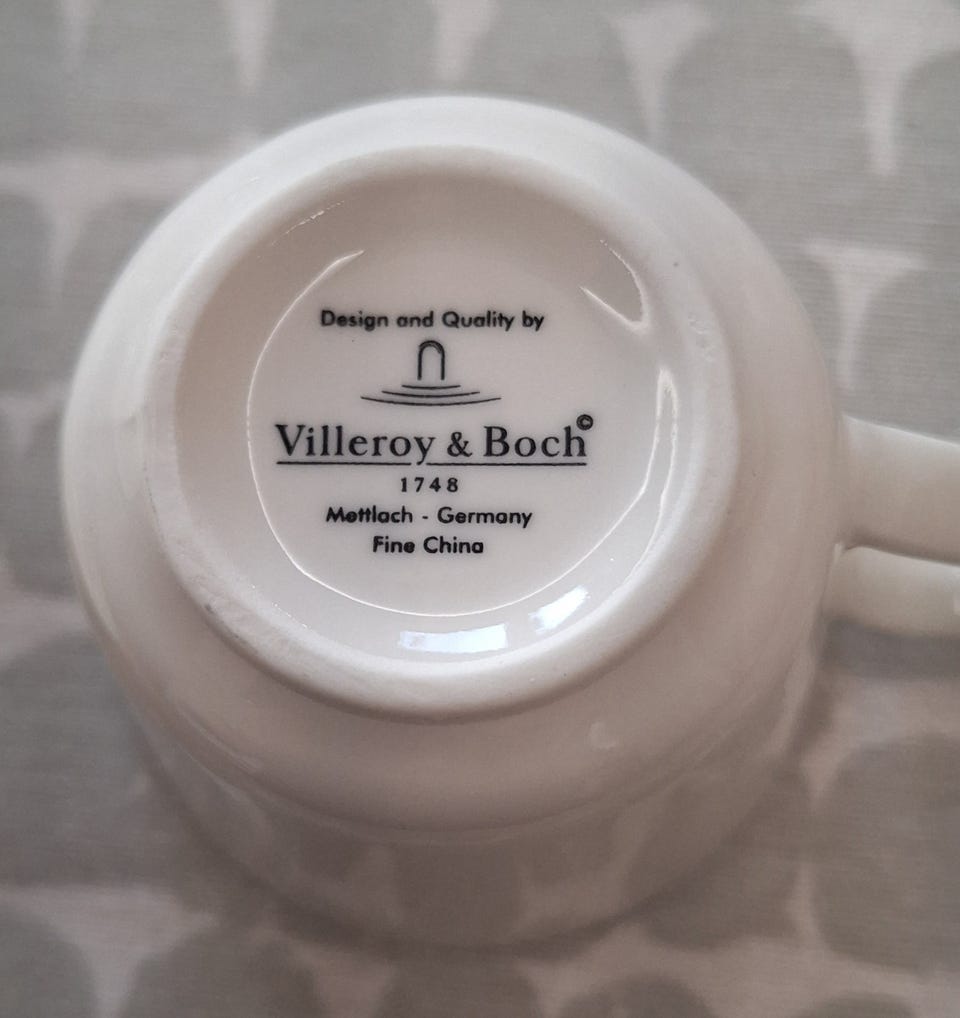 Design and Quality by
Villeroy & Boch©
1748
Mettlach - Germany
Fine China